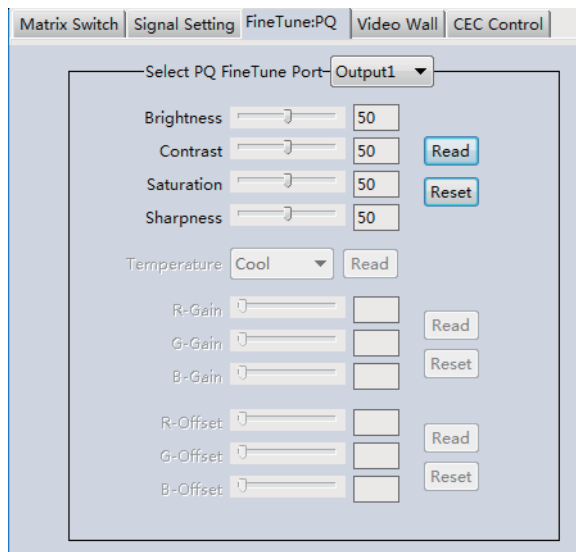 Matrix Switch Signal Setting FineTune:PQ Video Wall CEC Control
Select PQ FineTune Port Output1
Brightness 50
Contrast 50 Read
Saturation 50
Reset
Sharpness 50
Temperature Cool Read
R-Gain
Read
G-Gain
Reset
B-Gain
R-Offset
Read
G-Offset
Reset
B-Offset